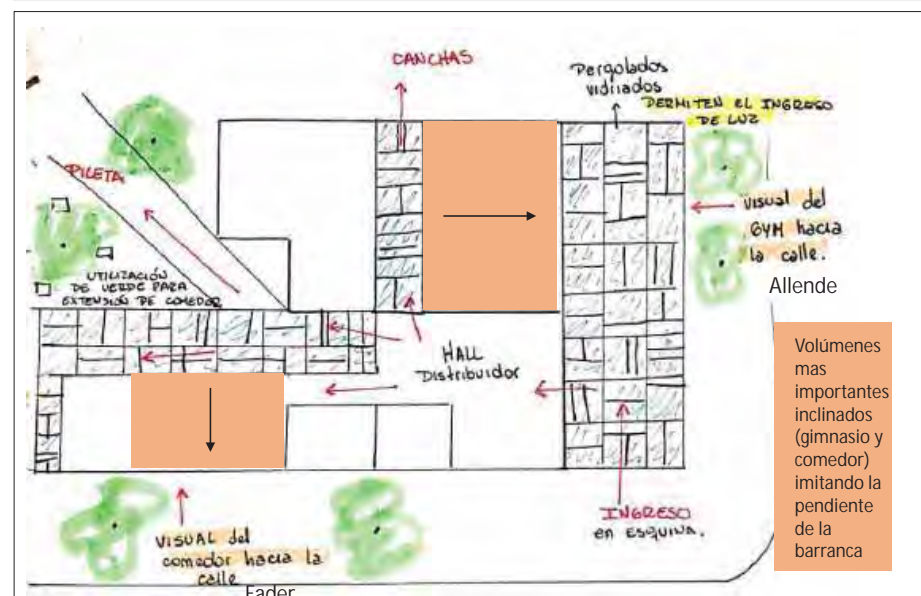 CANCHAS
Pergolados
vidriados
PERMITEN EL INGRESO
DE LUZ
PILETA
visual del
GYM hacia
la calle.
Allende
UTILIZACIÓN
DE VERDE PARA
EXTENSIÓN DE COMEDOR
HALL
Distribuidor
Volúmenes
mas
importantes
inclinados
(gimnasio y
comedor)
imitando la
pendiente
de la
barranca
INGRESO
en ESQUINA.
VISUAL del
comedor hacia la
calle
Fader